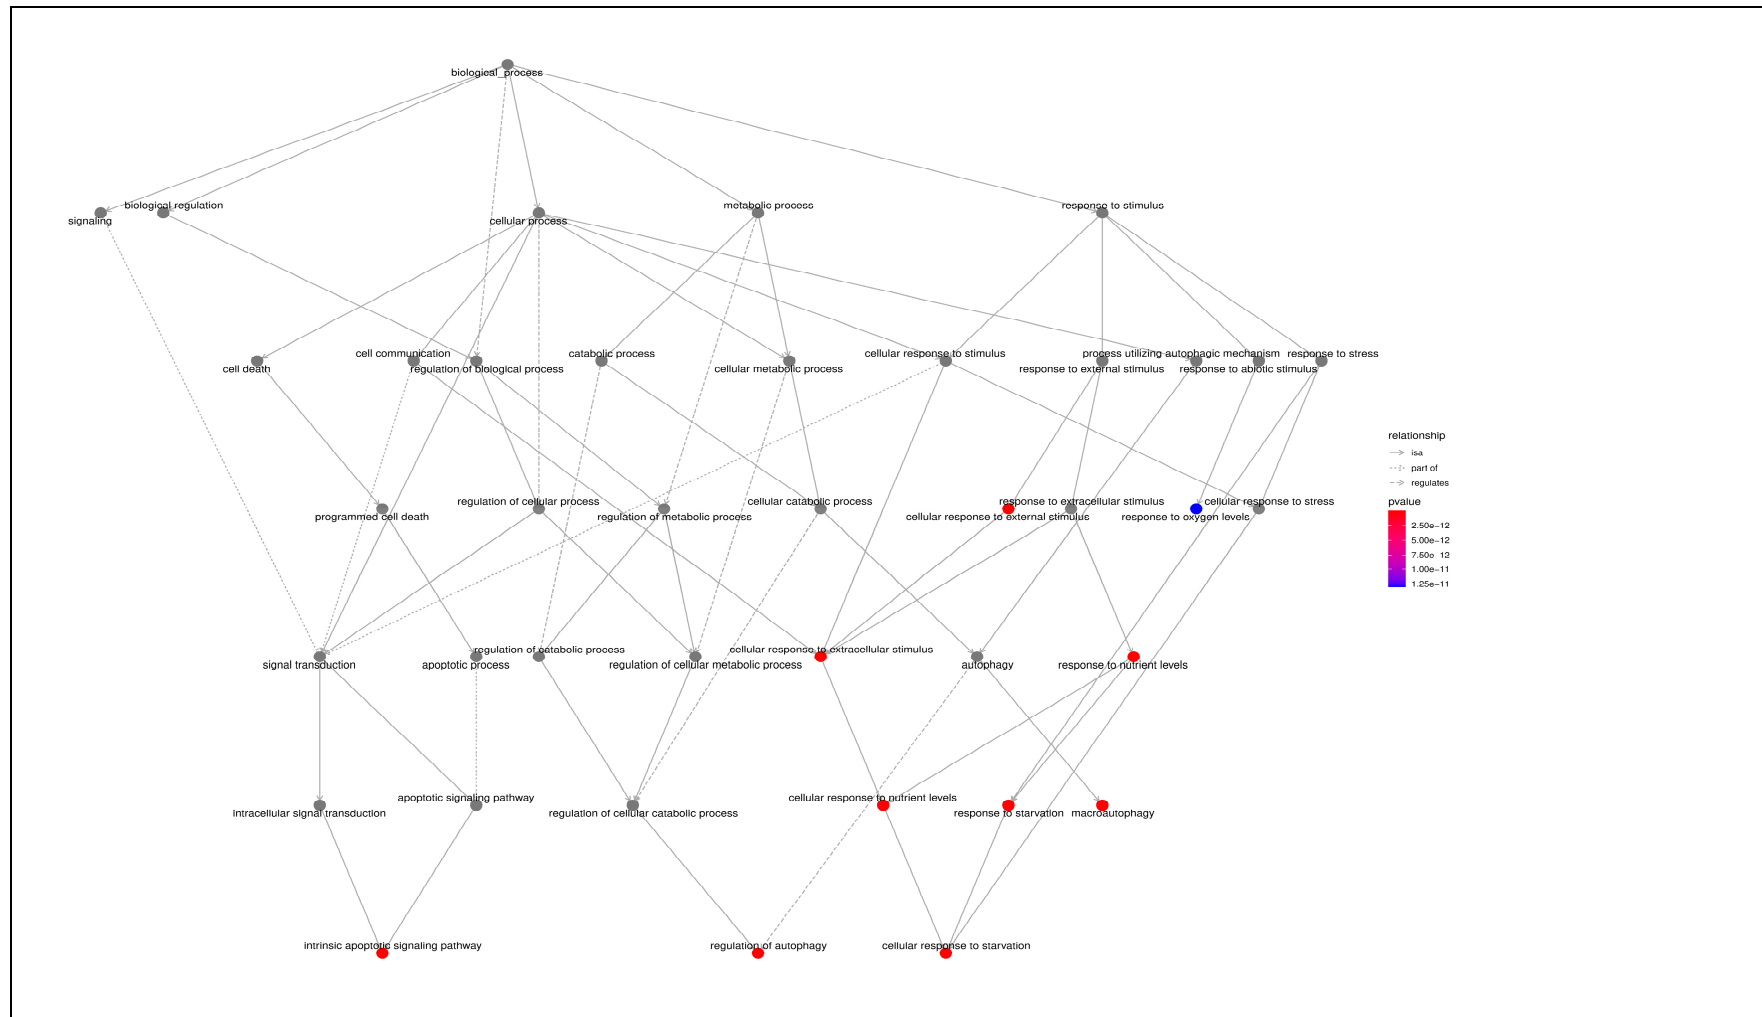 biological_process
biological regulation
signaling
cellular process
metabolic process
response to stimulus
cell death
cell communication
regulation of biological process
catabolic process
cellular metabolic process
cellular response to stimulus
process utilizing autophagic mechanism
response to stress
response to external stimulus
response to abiotic stimulus
programmed cell death
regulation of cellular process
regulation of metabolic process
cellular catabolic process
response to extracellular stimulus
cellular response to external stimulus
cellular response to stress
response to oxygen levels
signal transduction
apoptotic process
regulation of catabolic process
regulation of cellular metabolic process
cellular response to extracellular stimulus
autophagy
response to nutrient levels
intracellular signal transduction
apoptotic signaling pathway
regulation of cellular catabolic process
cellular response to nutrient levels
response to starvation
macroautophagy
intrinsic apoptotic signaling pathway
regulation of autophagy
cellular response to starvation
relationship
isa
part of
regulates
pvalue
2.50e−12
5.00e−12
7.50e−12
1.00e−11
1.25e−11